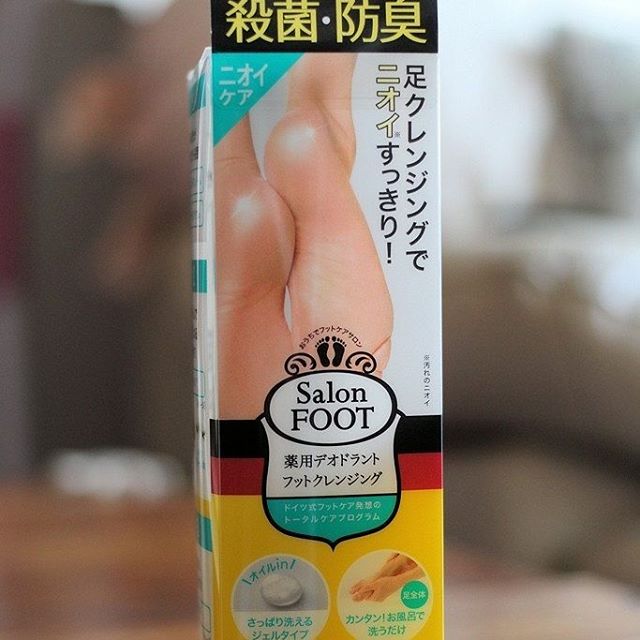 殺菌・防臭
ニオイ
ケア
足クレンジングで
ニオイ※すっきり!
おうちでフットケアサロン
※汚れのニオイ
Salon
FOOT
薬用デオドラント
フットクレンジング
ドイツ式フットケア発想の
トータルケアプログラム
オイルin
さっぱり洗える
ジェルタイプ
足全体
カンタン!お風呂で
洗うだけ